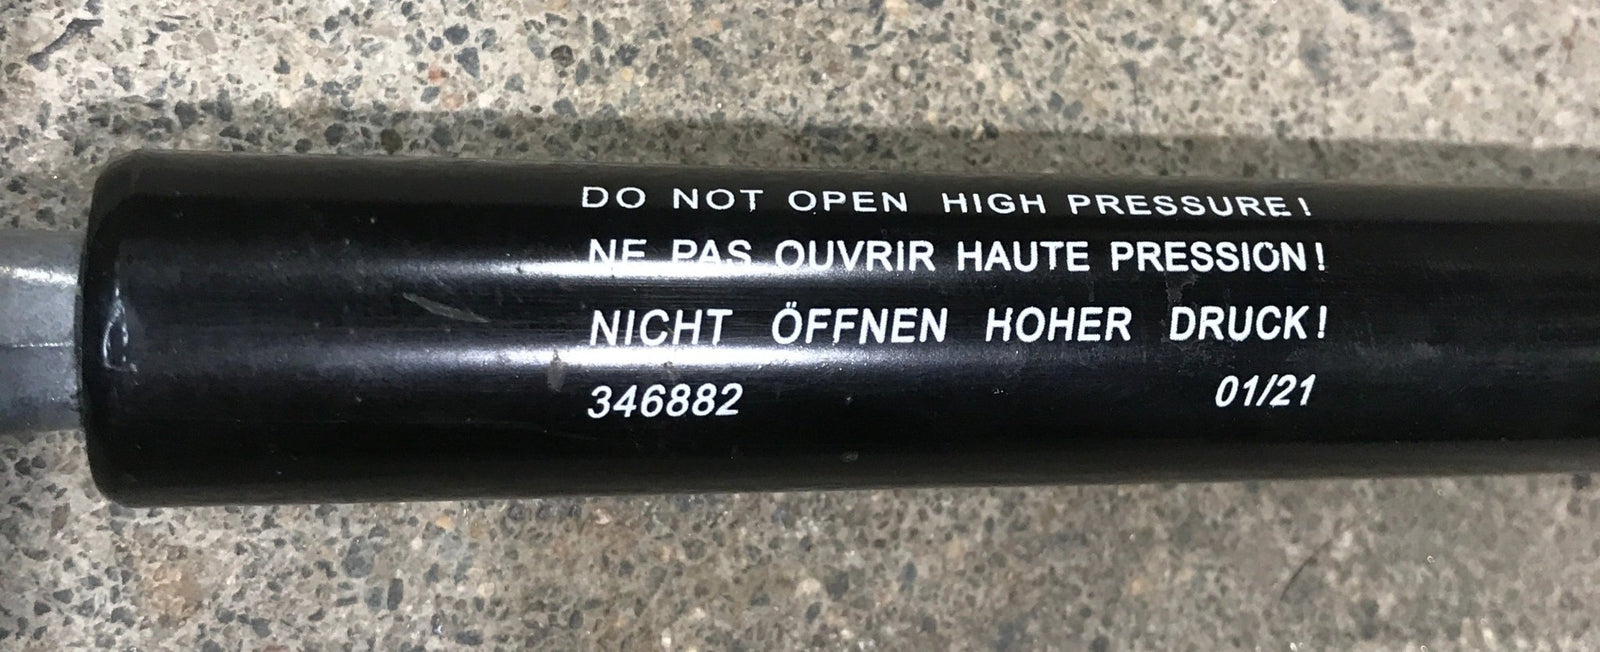 DO NOT OPEN HIGH PRESSURE!
NE PAS OUVRIR HAUTE PRESSION!
NICHT ÖFFNEN HOHER DRUCK!
346882 01/21